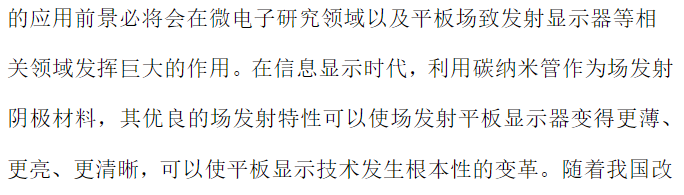 的应用前景必将会在微电子研究领域以及平板场致发射显示器等相
关领域发挥巨大的作用。在信息显示时代，利用碳纳米管作为场发射
阴极材料，其优良的场发射特性可以使场发射平板显示器变得更薄、
更亮、更清晰，可以使平板显示技术发生根本性的变革。随着我国改